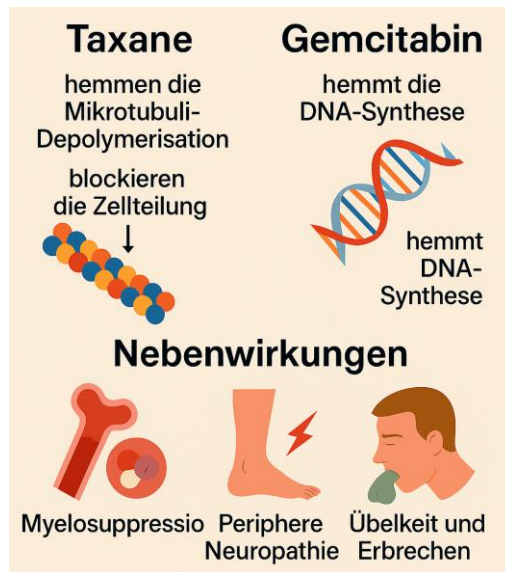 Taxane
hemmen die
Mikrotubuli-
Depolymerisation
blockieren
die Zellteilung
Gemcitabin
hemmt die
DNA-Synthese
hemmt
DNA-
Synthese
Nebenwirkungen
Myelosuppressio
Periphere
Neuropathie
Übelkeit und
Erbrechen